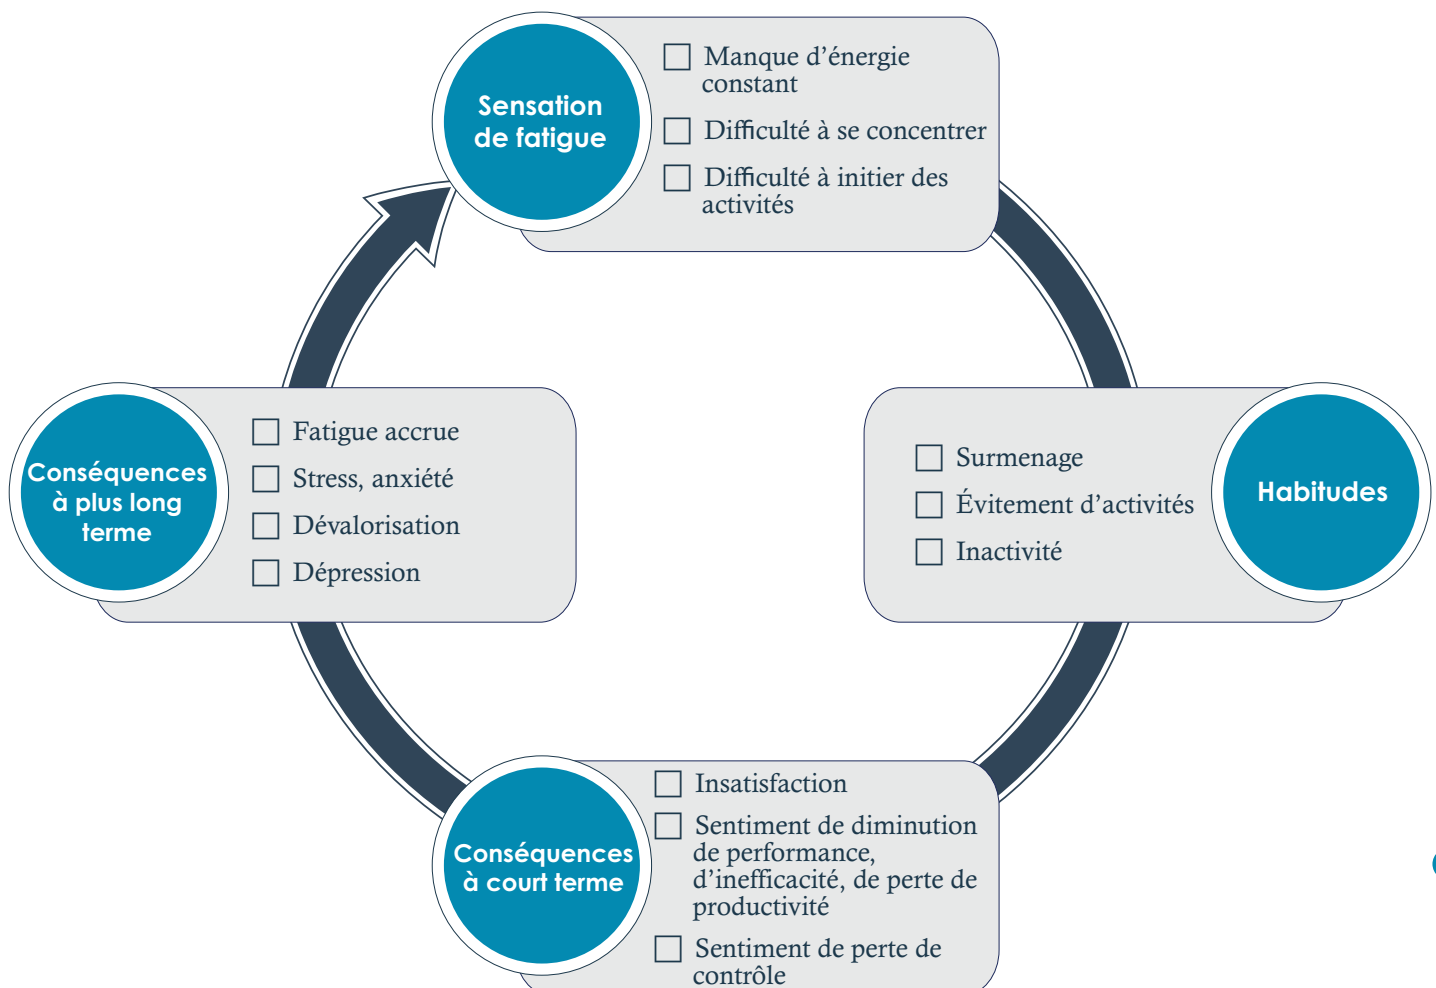 Sensation
de fatigue
Manque d’énergie
constant
Difficulté à se concentrer
Difficulté à initier des
activités
Habitudes
Surmenage
Évitement d’activités
Inactivité
Conséquences
à court terme
Insatisfaction
Sentiment de diminution
de performance,
d’inefficacité, de perte de
productivité
Sentiment de perte de
contrôle
Conséquences
à plus long
terme
Fatigue accrue
Stress, anxiété
Dévalorisation
Dépression